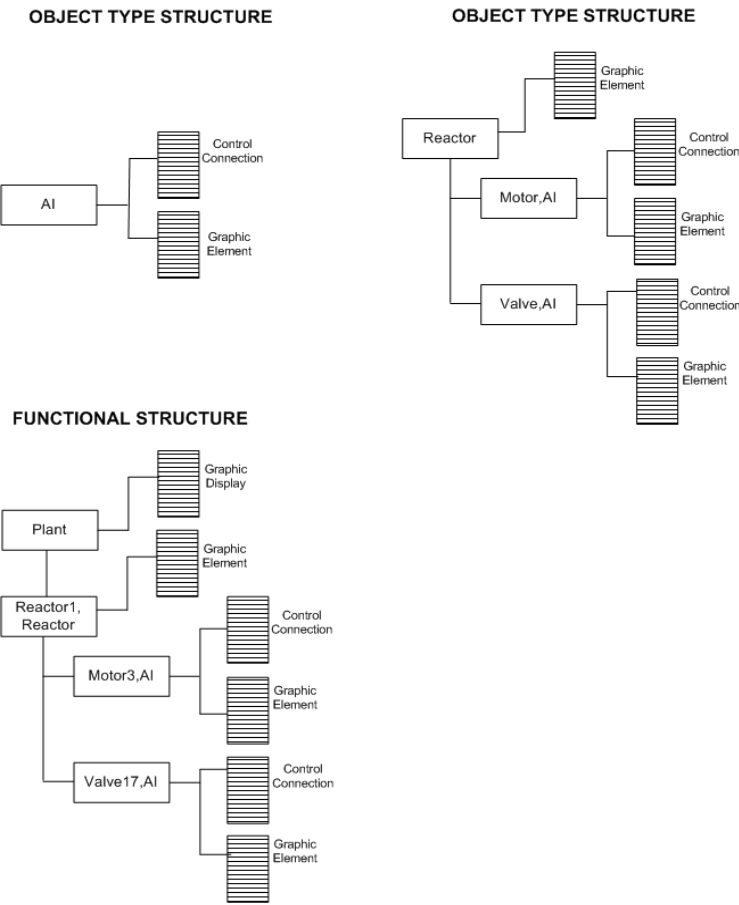 OBJECT TYPE STRUCTURE
Control
Connection
AI
Graphic
Element
OBJECT TYPE STRUCTURE
Graphic
Element
Reactor
Control
Connection
Motor,AI
Graphic
Element
Control
Connection
Valve,AI
Graphic
Element
FUNCTIONAL STRUCTURE
Graphic
Display
Plant
Graphic
Element
Reactor1,
Reactor
Control
Connection
Motor3,AI
Graphic
Element
Control
Connection
Valve17,AI
Graphic
Element